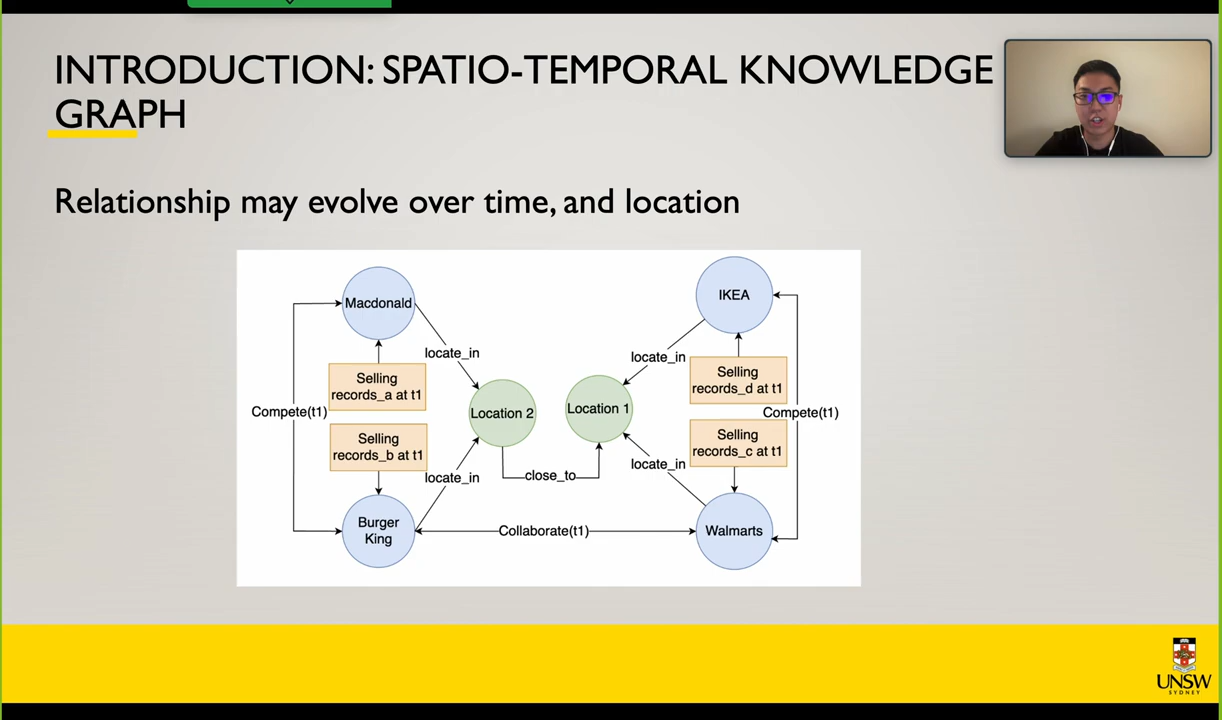 INTRODUCTION: SPATIO-TEMPORAL KNOWLEDGE
GRAPH
Relationship may evolve over time, and location
Macdonald
IKEA
locate_in
locate_in
Selling
records_a at t1
Selling
records_d at t1
Compete(t1)
Location 2
Location 1
Compete(t1)
Selling
records_b at t1
Selling
records_c at t1
locate_in
close_to
locate_in
Burger
King
Collaborate(t1)
Walmarts
UNSW
SYDNEY